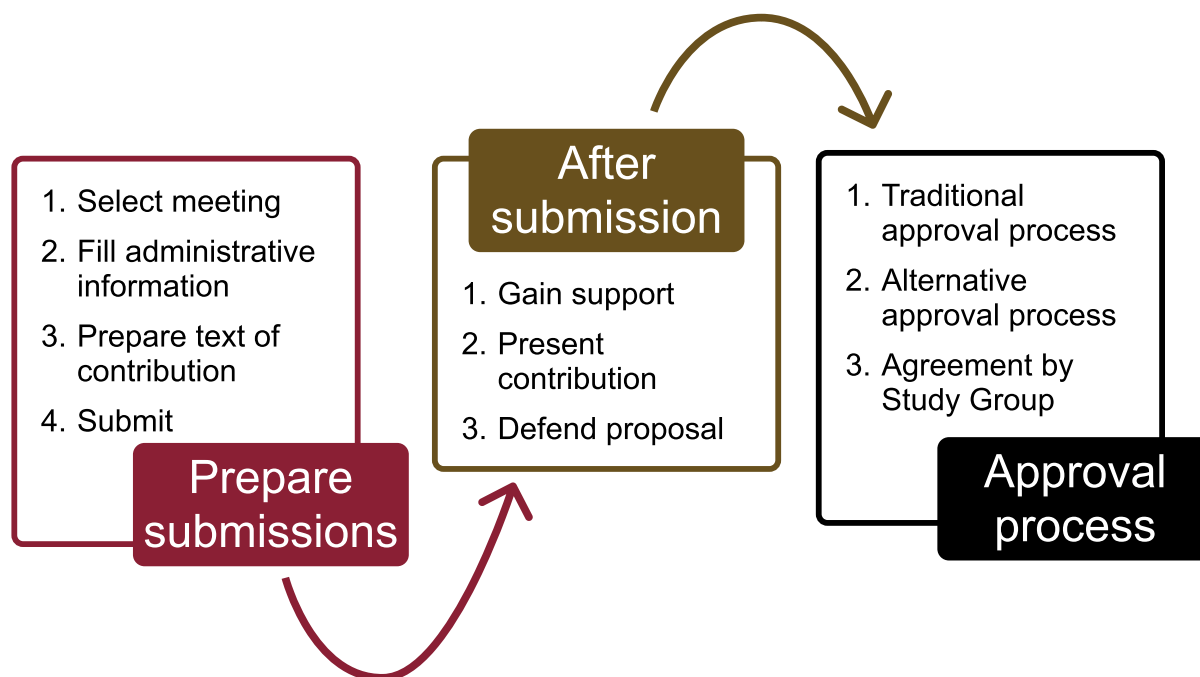 1. Select meeting
2. Fill administrative
information
3. Prepare text of
contribution
4. Submit
Prepare
submissions
After
submission
1. Gain support
2. Present
contribution
3. Defend proposal
1. Traditional
approval process
2. Alternative
approval process
3. Agreement by
Study Group
Approval
process